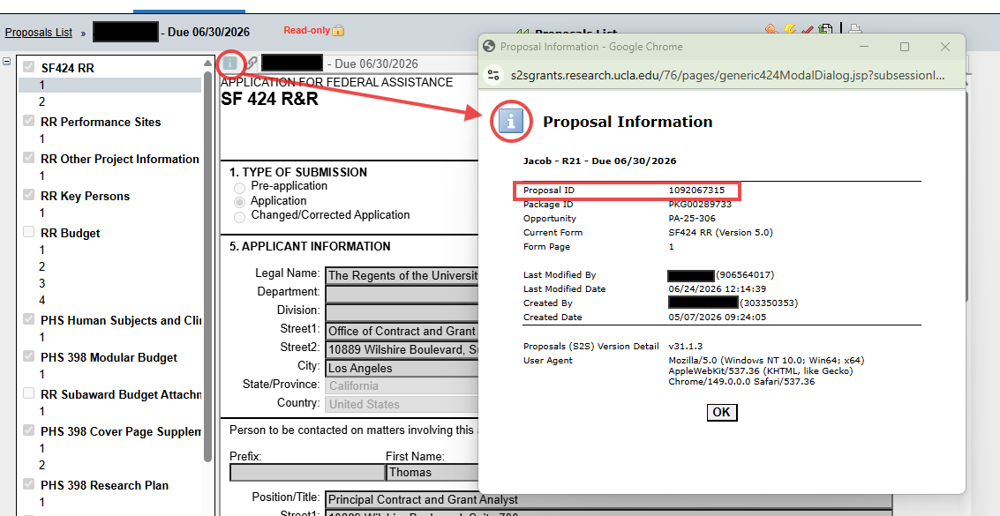 Proposals List » - Due 06/30/2026
Read-only
Proposals List
SF424 RR
1
2
RR Performance Sites
1
RR Other Project Information
1
RR Key Persons
1
RR Budget
1
2
3
4
PHS Human Subjects and Clin
1
PHS 398 Modular Budget
1
RR Subaward Budget Attachm
1
PHS 398 Cover Page Supplem
1
2
PHS 398 Research Plan
1
i - Due 06/30/2026
APPLICATION FOR FEDERAL ASSISTANCE
SF 424 R&R
1. TYPE OF SUBMISSION
Pre-application
Application
Changed/Corrected Application
5. APPLICANT INFORMATION
Legal Name: The Regents of the Universit
Department:
Division:
Street1: Office of Contract and Grant
Street2: 10889 Wilshire Boulevard, S
City: Los Angeles
State/Province: California
Country: United States
Person to be contacted on matters involving this
Prefix: First Name:
Thomas
Position/Title: Principal Contract and Grant Analyst
Street1: 10889 Wilshire Boulevard, Suite 700
Proposal Information - Google Chrome
s2sgrants.research.ucla.edu/76/pages/generic424ModalDialog.jsp?subsessionI...
i Proposal Information
Jacob - R21 - Due 06/30/2026
Proposal ID 1092067315
Package ID PKG00289733
Opportunity PA-25-306
Current Form SF424 RR (Version 5.0)
Form Page 1
Last Modified By (906564017)
Last Modified Date 06/24/2026 12:14:39
Created By (303350353)
Created Date 05/07/2026 09:24:05
Proposals (S2S) Version Detail v31.1.3
User Agent Mozilla/5.0 (Windows NT 10.0; Win64; x64)
AppleWebKit/537.36 (KHTML, like Gecko)
Chrome/149.0.0.0 Safari/537.36
OK